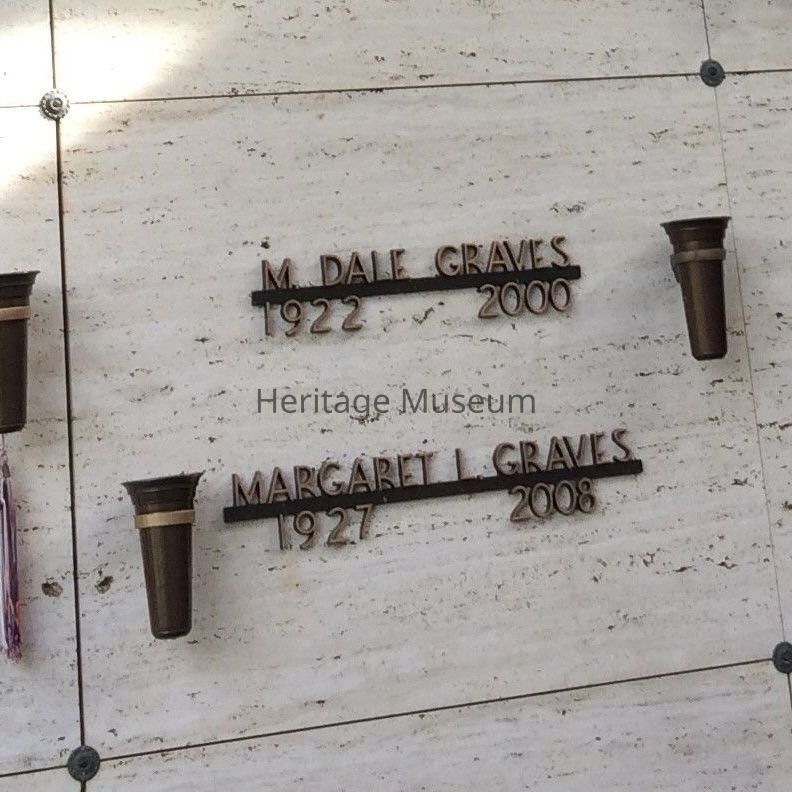 M. DALE GRAVES
1922 2000
Heritage Museum
MARGARET L. GRAVES
1927 2008